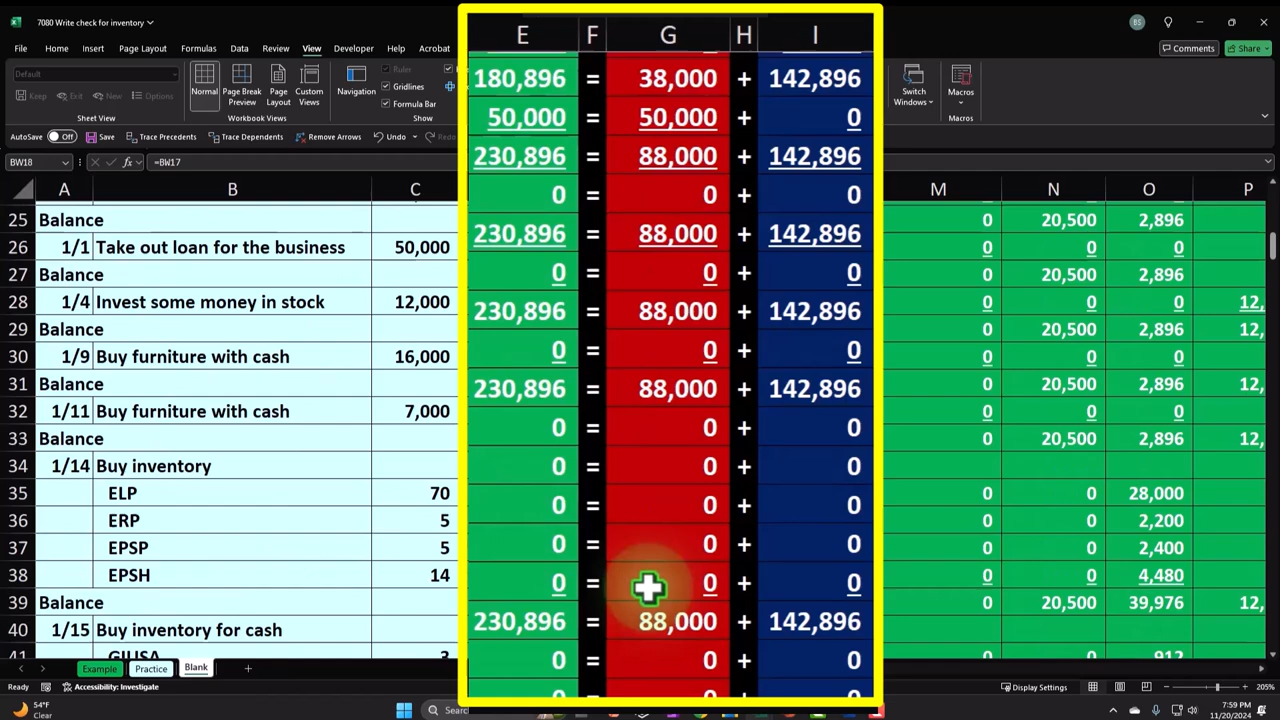 7080 Write check for inventory
BS
File Home Insert Page Layout Formulas Data Review View Developer Acrobat Comments Share
Default
Keep Exit New Options
Normal Page Break Preview Page Layout Custom Views
Navigation
Ruler
Gridlines
Formula Bar
Switch Windows
Macros
Sheet View
Workbook Views
Show
Macros
AutoSave Off Save Trace Precedents Trace Dependents Remove Arrows Undo
BW18 fx =BW17
A B C E F G H I M N O P
180,896 = 38,000 + 142,896
50,000 = 50,000 + 0
230,896 = 88,000 + 142,896
0 = 0 + 0
230,896 = 88,000 + 142,896
0 = 0 + 0
230,896 = 88,000 + 142,896
0 = 0 + 0
230,896 = 88,000 + 142,896
0 = 0 + 0
0 = 0 + 0
0 = 0 + 0
0 = 0 + 0
0 = 0 + 0
230,896 = 88,000 + 142,896
0 = 0 + 0
25 Balance 0 20,500 2,896
26 1/1 Take out loan for the business 50,000 0 0 0
27 Balance 0 20,500 2,896
28 1/4 Invest some money in stock 12,000 0 0 0 12,
29 Balance 0 20,500 2,896 12,
30 1/9 Buy furniture with cash 16,000 0 0 0
31 Balance 0 20,500 2,896 12,
32 1/11 Buy furniture with cash 7,000 0 0 0
33 Balance 0 20,500 2,896 12,
34 1/14 Buy inventory
35 ELP 70 0 0 28,000
36 ERP 5 0 0 2,200
37 EPSP 5 0 0 2,400
38 EPSH 14 0 0 4,480
39 Balance 0 20,500 39,976 12,
40 1/15 Buy inventory for cash
41 GIUSA 3 0 0 912
Example Practice Blank
Ready Accessibility: Investigate Display Settings 205%
54°F
Clear
Search
7:59 PM
11/20/2024